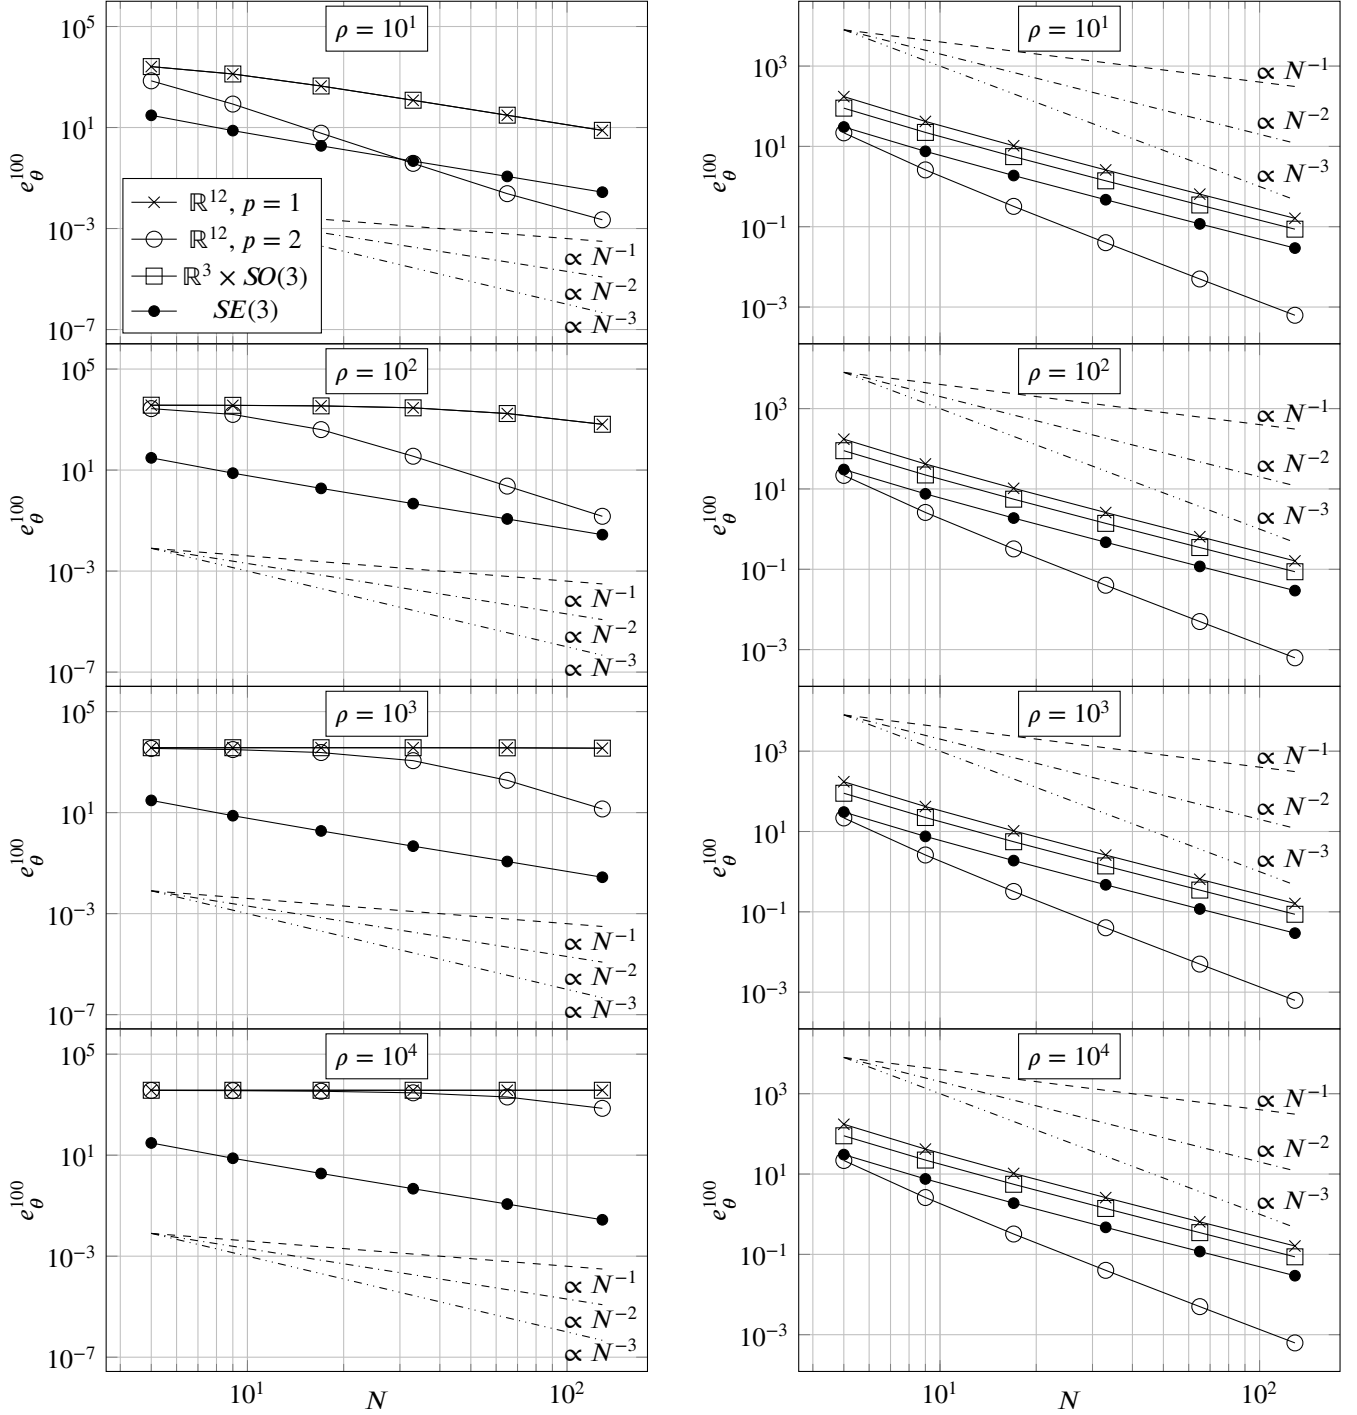 10^5
10^1
10^{-3}
10^{-7}
e_θ^{100}
ρ = 10^1
ℝ^{12}, p = 1
ℝ^{12}, p = 2
ℝ^3 × SO(3)
SE(3)
∝ N^{-1}
∝ N^{-2}
∝ N^{-3}
10^5
10^1
10^{-3}
10^{-7}
e_θ^{100}
ρ = 10^2
∝ N^{-1}
∝ N^{-2}
∝ N^{-3}
10^5
10^1
10^{-3}
10^{-7}
e_θ^{100}
ρ = 10^3
∝ N^{-1}
∝ N^{-2}
∝ N^{-3}
10^5
10^1
10^{-3}
10^{-7}
e_θ^{100}
ρ = 10^4
∝ N^{-1}
∝ N^{-2}
∝ N^{-3}
10^1
N
10^2
10^3
10^1
10^{-1}
10^{-3}
e_θ^{100}
ρ = 10^1
∝ N^{-1}
∝ N^{-2}
∝ N^{-3}
10^3
10^1
10^{-1}
10^{-3}
e_θ^{100}
ρ = 10^2
∝ N^{-1}
∝ N^{-2}
∝ N^{-3}
10^3
10^1
10^{-1}
10^{-3}
e_θ^{100}
ρ = 10^3
∝ N^{-1}
∝ N^{-2}
∝ N^{-3}
10^3
10^1
10^{-1}
10^{-3}
e_θ^{100}
ρ = 10^4
∝ N^{-1}
∝ N^{-2}
∝ N^{-3}
10^1
N
10^2